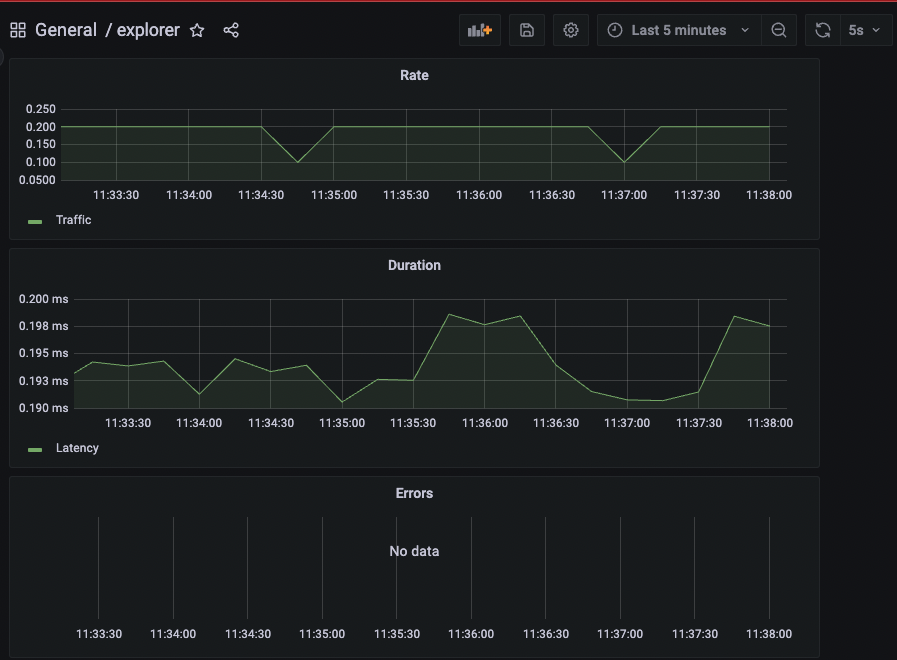 General / explorer
Last 5 minutes
5s
Rate
0.250
0.200
0.150
0.100
0.0500
11:33:30 11:34:00 11:34:30 11:35:00 11:35:30 11:36:00 11:36:30 11:37:00 11:37:30 11:38:00
Traffic
Duration
0.200 ms
0.198 ms
0.195 ms
0.193 ms
0.190 ms
11:33:30 11:34:00 11:34:30 11:35:00 11:35:30 11:36:00 11:36:30 11:37:00 11:37:30 11:38:00
Latency
Errors
No data
11:33:30 11:34:00 11:34:30 11:35:00 11:35:30 11:36:00 11:36:30 11:37:00 11:37:30 11:38:00